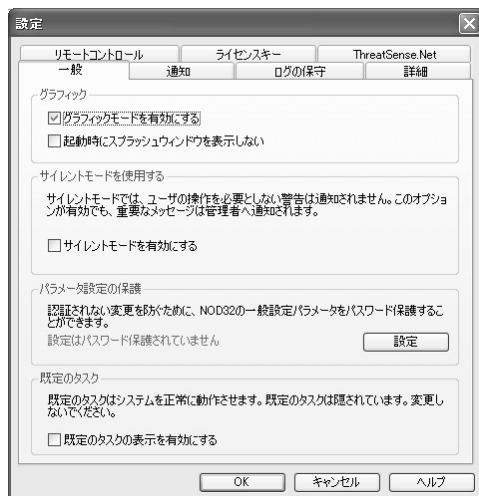 設定
リモートコントロール ライセンスキー ThreatSense.Net
一般 通知 ログの保守 詳細
グラフィック
グラフィックモードを有効にする
起動時にスプラッシュウィンドウを表示しない
サイレントモードを使用する
サイレントモードでは、ユーザの操作を必要としない警告は通知されません。このオプショ
ンが有効でも、重要なメッセージは管理者へ通知されます。
サイレントモードを有効にする
パラメータ設定の保護
認証されない変更を防ぐために、NOD32の一般設定パラメータをパスワード保護するこ
とができます。
設定はパスワード保護されていません 設定
既定のタスク
既定のタスクはシステムを正常に動作させます。既定のタスクは隠されています。変更し
ないでください。
既定のタスクの表示を有効にする
OK キャンセル ヘルプ